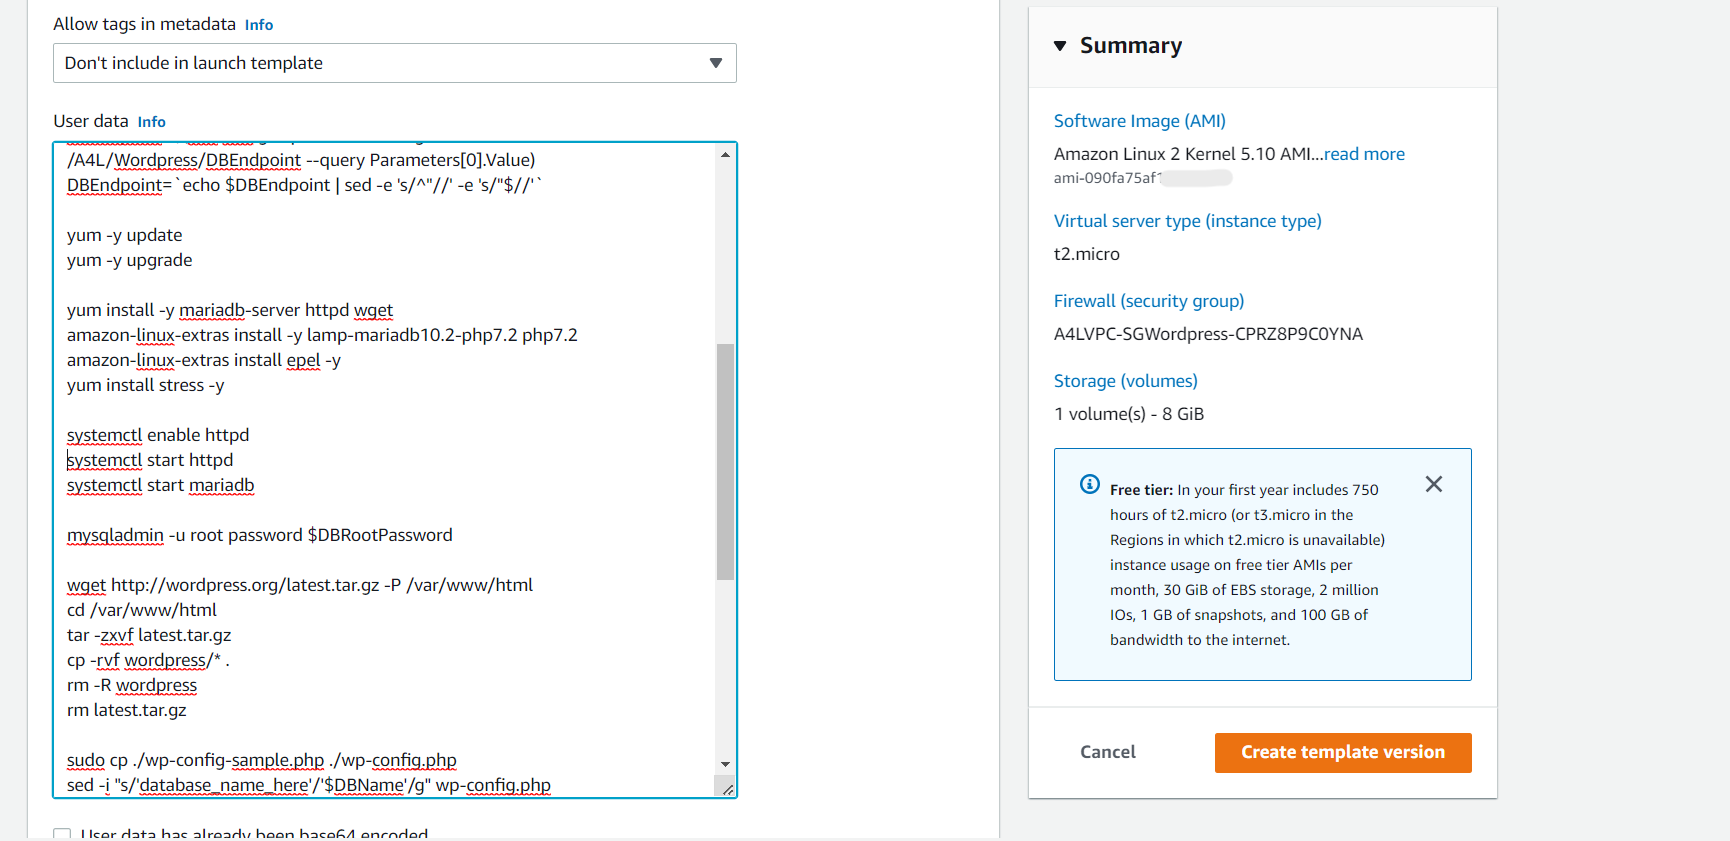 Allow tags in metadata Info
Don't include in launch template
User data Info
/A4L/Wordpress/DBEndpoint --query Parameters[0].Value)
DBEndpoint=`echo $DBEndpoint | sed -e 's/^"//' -e 's/"$//'`
yum -y update
yum -y upgrade
yum install -y mariadb-server httpd wget
amazon-linux-extras install -y lamp-mariadb10.2-php7.2 php7.2
amazon-linux-extras install epel -y
yum install stress -y
systemctl enable httpd
systemctl start httpd
systemctl start mariadb
mysqladmin -u root password $DBRootPassword
wget http://wordpress.org/latest.tar.gz -P /var/www/html
cd /var/www/html
tar -zxvf latest.tar.gz
cp -rvf wordpress/* .
rm -R wordpress
rm latest.tar.gz
sudo cp ./wp-config-sample.php ./wp-config.php
sed -i "s/'database_name_here'/'$DBName'/g" wp-config.php
User data has already been base64 encoded
Summary
Software Image (AMI)
Amazon Linux 2 Kernel 5.10 AMI...read more
ami-090fa75af1
Virtual server type (instance type)
t2.micro
Firewall (security group)
A4LVPC-SGWordpress-CPRZ8P9C0YNA
Storage (volumes)
1 volume(s) - 8 GiB
Free tier: In your first year includes 750
hours of t2.micro (or t3.micro in the
Regions in which t2.micro is unavailable)
instance usage on free tier AMIs per
month, 30 GiB of EBS storage, 2 million
IOs, 1 GB of snapshots, and 100 GB of
bandwidth to the internet.
Cancel
Create template version